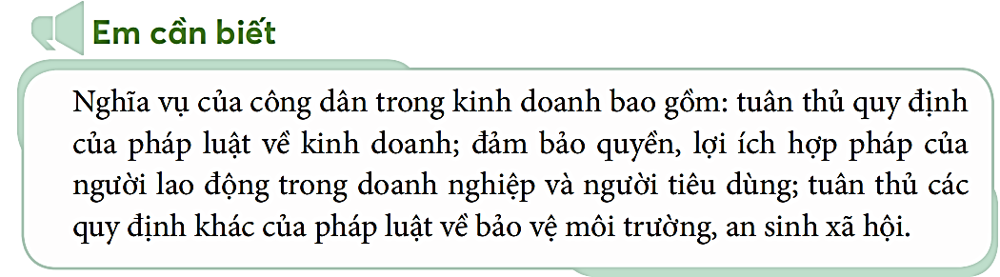 Em cần biết
Nghĩa vụ của công dân trong kinh doanh bao gồm: tuân thủ quy định
của pháp luật về kinh doanh; đảm bảo quyền, lợi ích hợp pháp của
người lao động trong doanh nghiệp và người tiêu dùng; tuân thủ các
quy định khác của pháp luật về bảo vệ môi trường, an sinh xã hội.